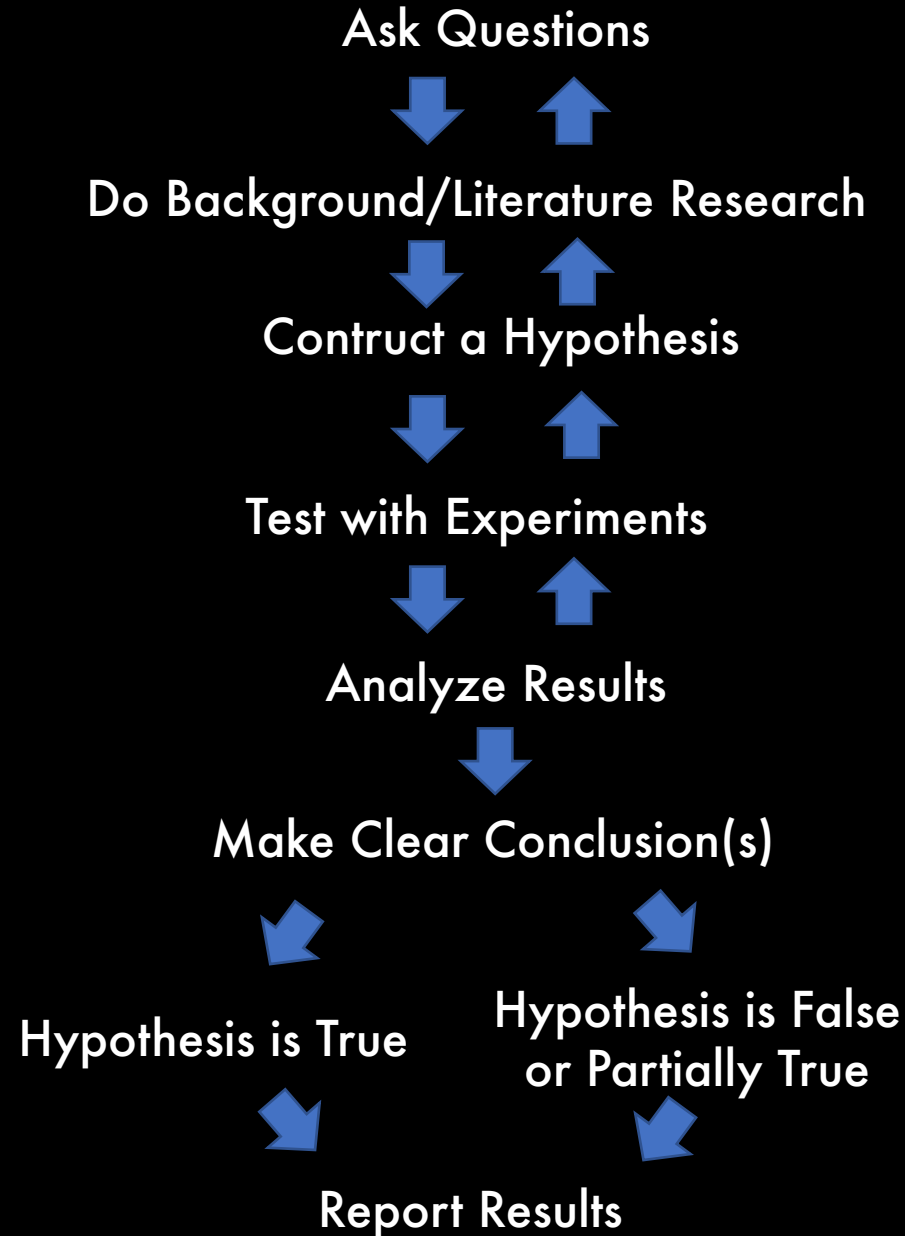 Ask Questions
Do Background/Literature Research
Contruct a Hypothesis
Test with Experiments
Analyze Results
Make Clear Conclusion(s)
Hypothesis is True
Hypothesis is False
or Partially True
Report Results